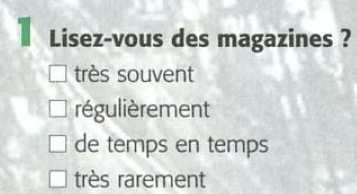 1 Lisez-vous des magazines ?
☐ très souvent
☐ régulièrement
☐ de temps en temps
☐ très rarement